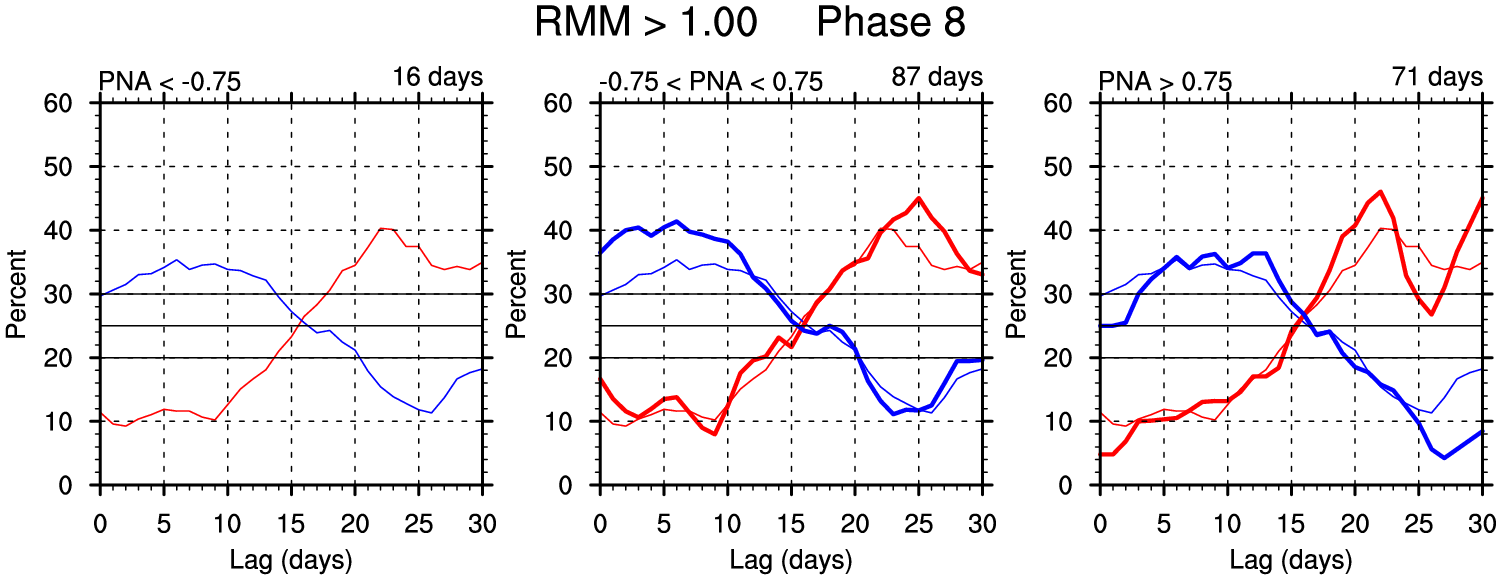 RMM > 1.00 Phase 8
PNA < -0.75 16 days
60
50
40
30
20
10
0
Percent
0 5 10 15 20 25 30
Lag (days)
-0.75 < PNA < 0.75 87 days
60
50
40
30
20
10
0
Percent
0 5 10 15 20 25 30
Lag (days)
PNA > 0.75 71 days
60
50
40
30
20
10
0
Percent
0 5 10 15 20 25 30
Lag (days)